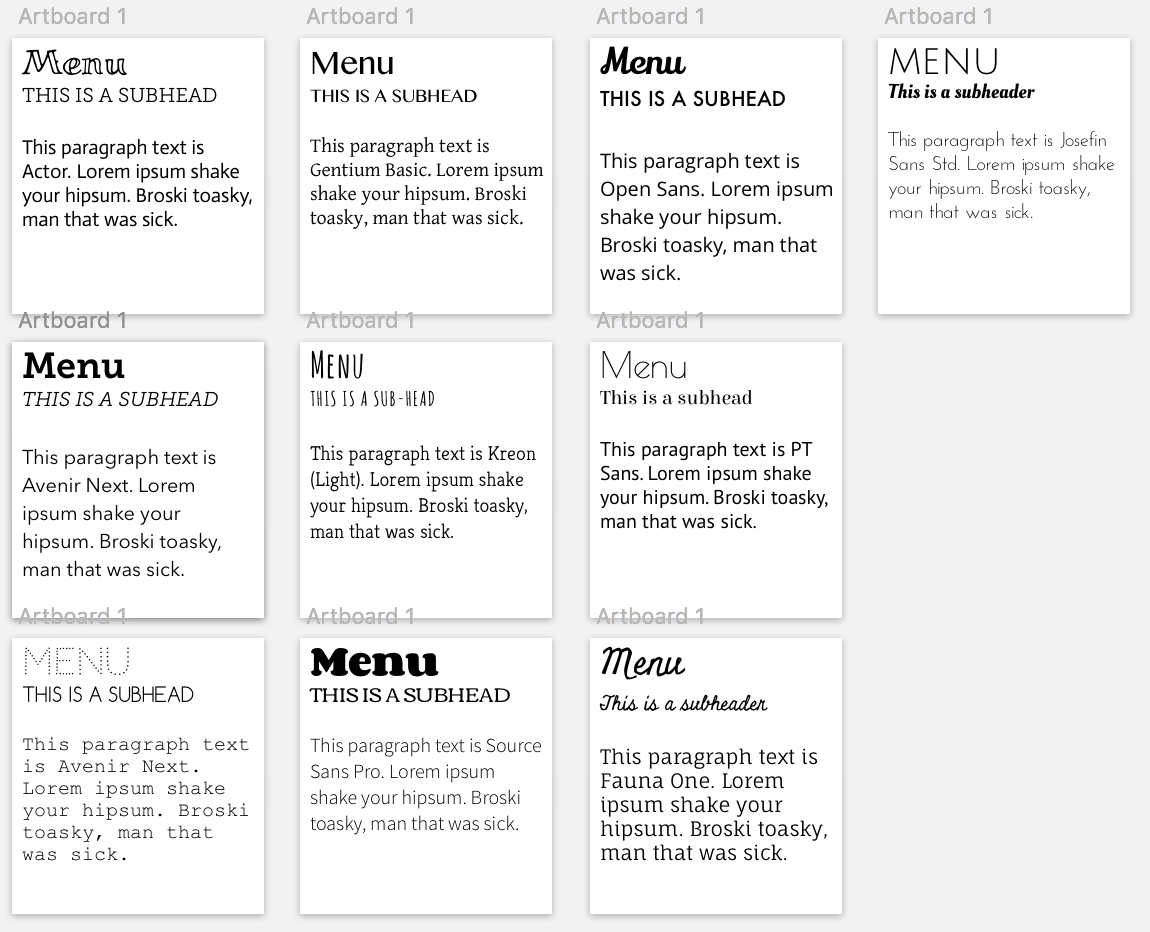 Artboard 1
Menu
THIS IS A SUBHEAD
This paragraph text is
Actor. Lorem ipsum shake
your hipsum. Broski toasky,
man that was sick.
Artboard 1
Menu
THIS IS A SUBHEAD
This paragraph text is
Gentium Basic. Lorem ipsum
shake your hipsum. Broski
toasky, man that was sick.
Artboard 1
Menu
THIS IS A SUBHEAD
This paragraph text is
Open Sans. Lorem ipsum
shake your hipsum.
Broski toasky, man that
was sick.
Artboard 1
MENU
This is a subheader
This paragraph text is Josefin
Sans Std. Lorem ipsum shake
your hipsum. Broski toasky,
man that was sick.
Artboard 1
Menu
THIS IS A SUBHEAD
This paragraph text is
Avenir Next. Lorem
ipsum shake your
hipsum. Broski toasky,
man that was sick.
Artboard 1
MENU
THIS IS A SUB-HEAD
This paragraph text is Kreon
(Light). Lorem ipsum shake
your hipsum. Broski toasky,
man that was sick.
Artboard 1
Menu
This is a subhead
This paragraph text is PT
Sans. Lorem ipsum shake
your hipsum. Broski toasky,
man that was sick.
Artboard 1
MENU
THIS IS A SUBHEAD
This paragraph text
is Avenir Next.
Lorem ipsum shake
your hipsum. Broski
toasky, man that
was sick.
Artboard 1
Menu
THIS IS A SUBHEAD
This paragraph text is Source
Sans Pro. Lorem ipsum
shake your hipsum. Broski
toasky, man that was sick.
Artboard 1
Menu
This is a subheader
This paragraph text is
Fauna One. Lorem
ipsum shake your
hipsum. Broski toasky,
man that was sick.